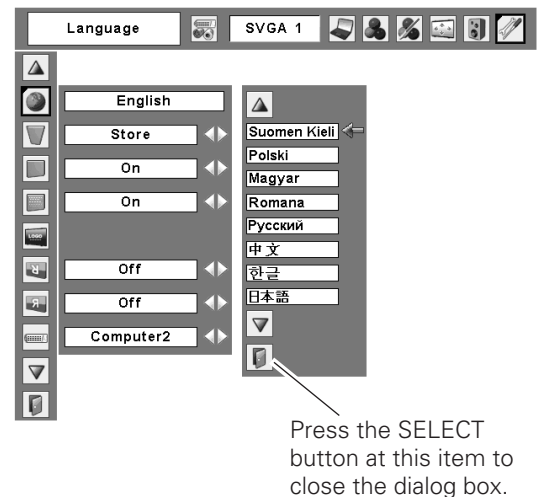 Language
SVGA 1
English
Store
On
On
LOGO
Off
Off
Computer2
Suomen Kieli
Polski
Magyar
Romana
Русский
中文
한글
日本語
Press the SELECT
button at this item to
close the dialog box.